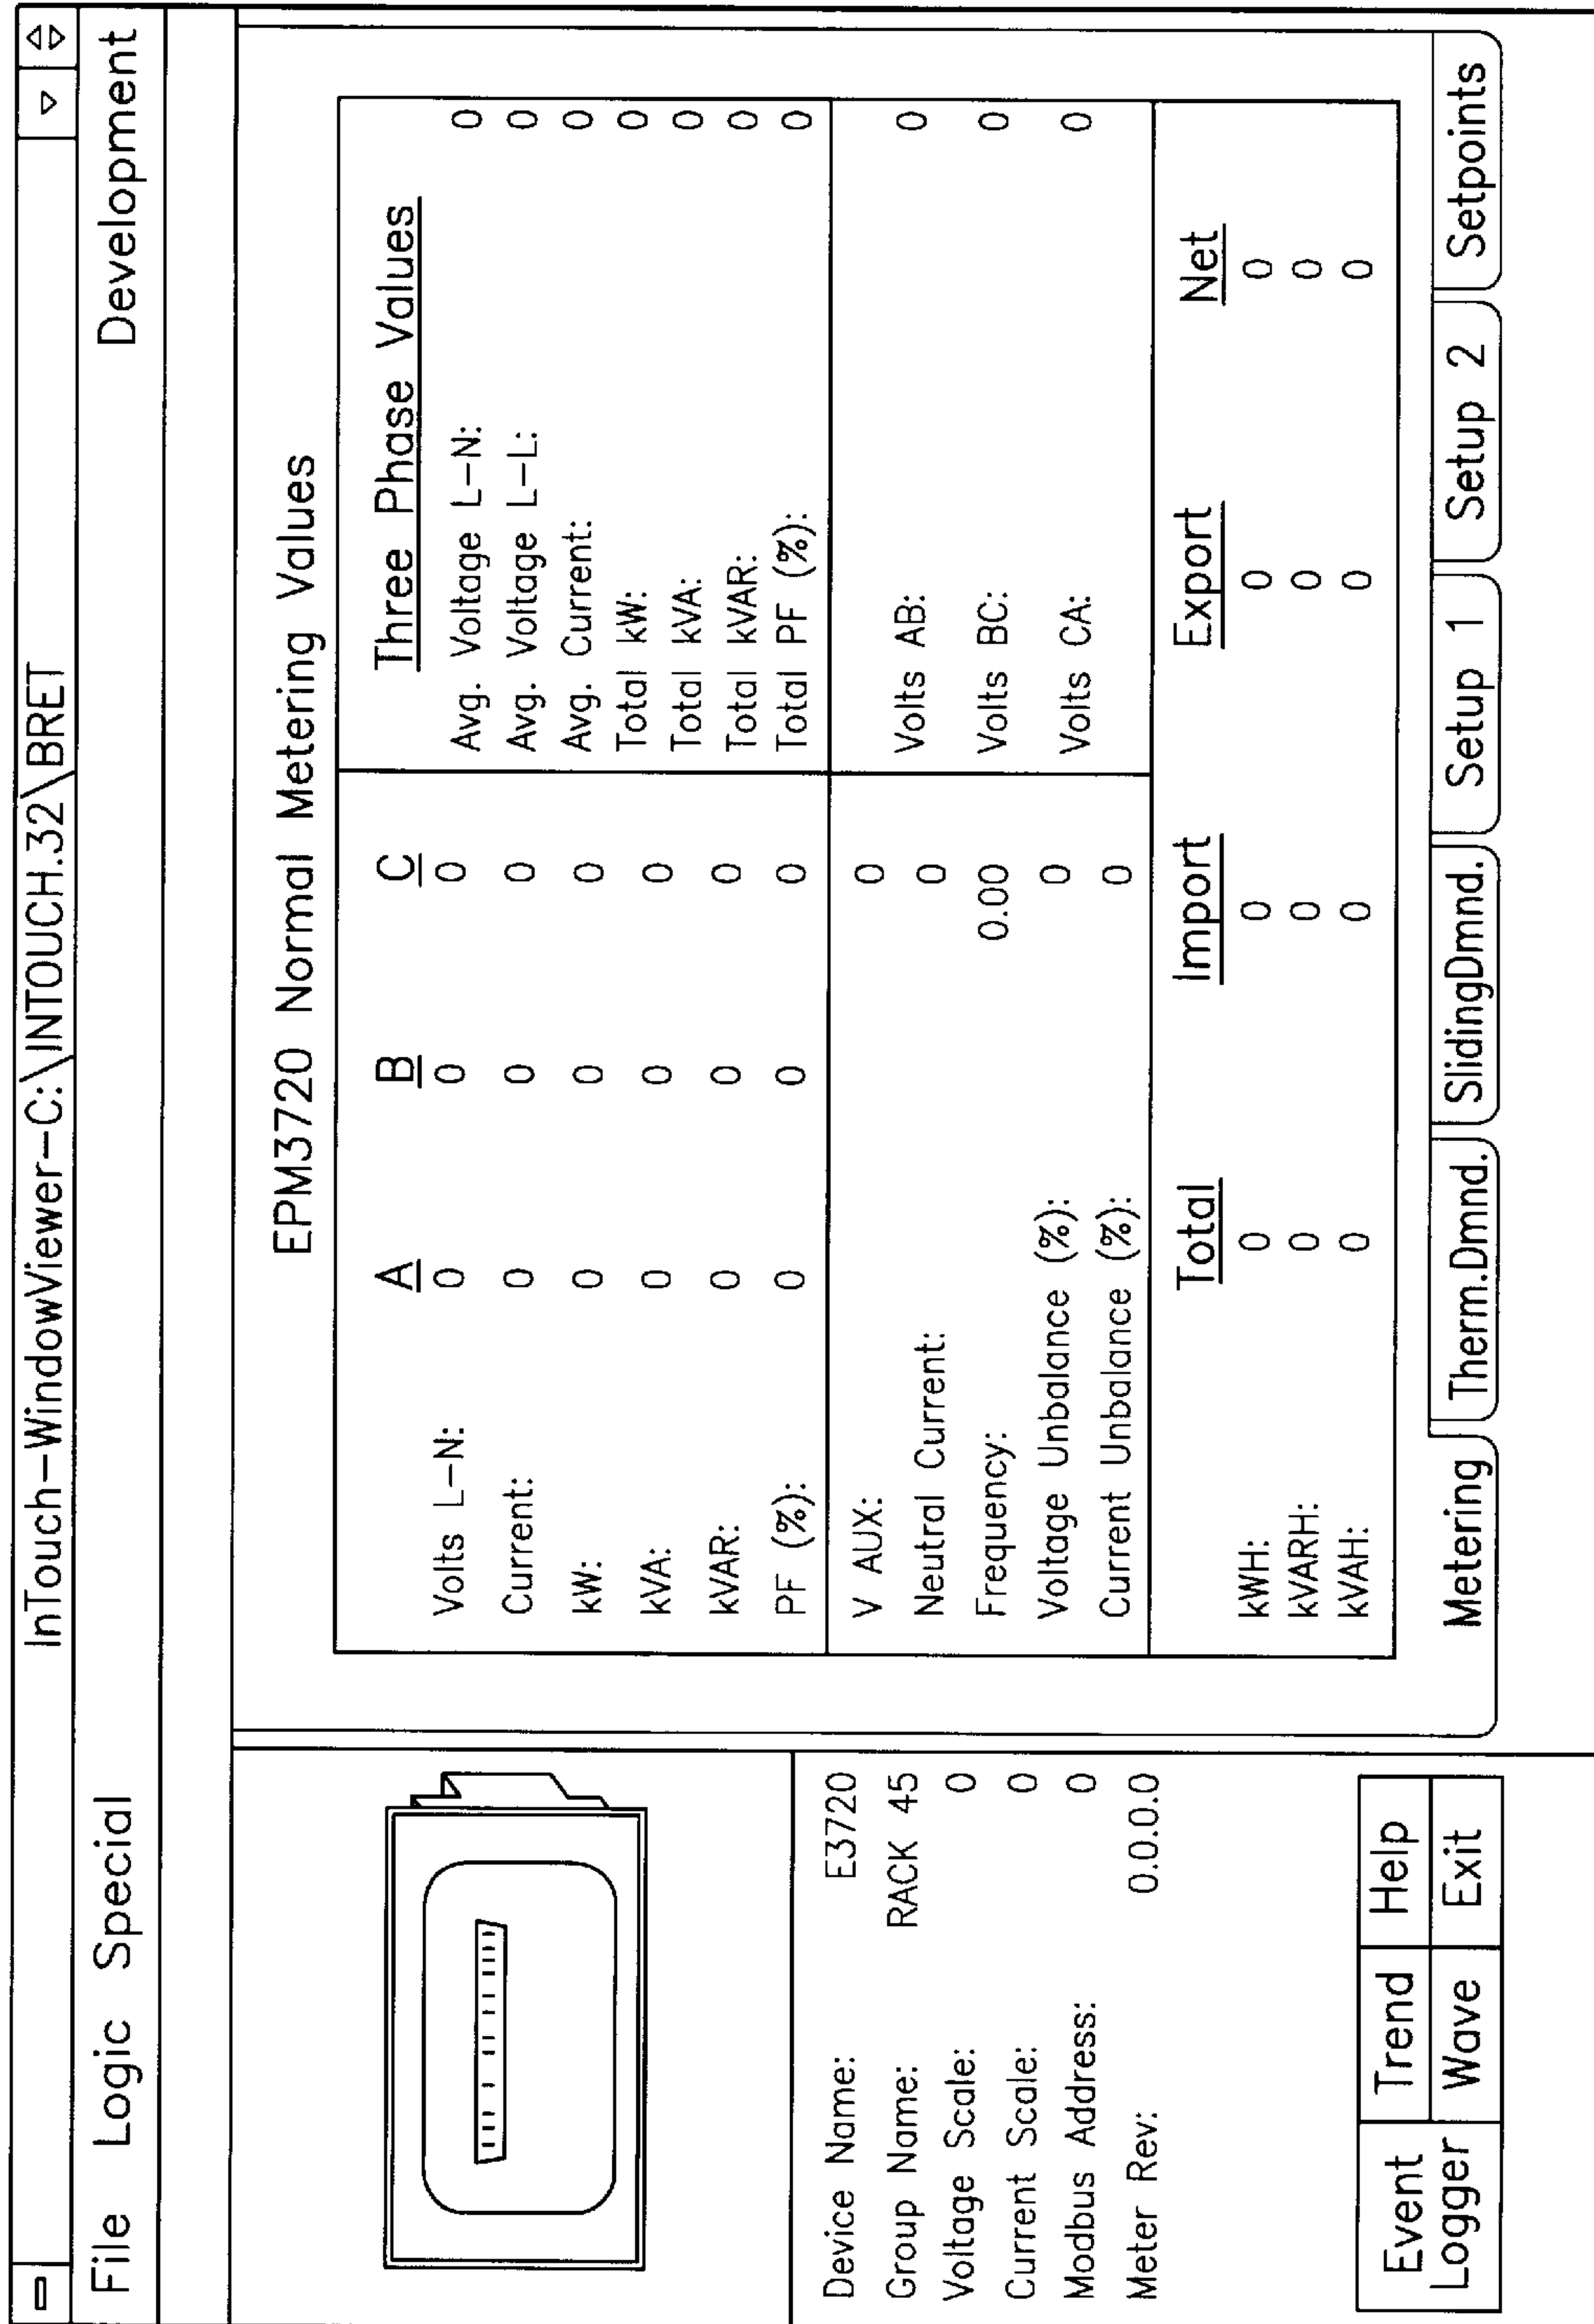 InTouch-WindowViewer-C:\INTOUCH.32\BRET
File Logic Special Development
EPM3720 Normal Metering Values
A B C
Volts L-N: 0 0 0
Current: 0 0 0
kW: 0 0 0
kVA: 0 0 0
kVAR: 0 0 0
PF (%): 0 0 0
Three Phase Values
Avg. Voltage L-N: 0
Avg. Voltage L-L: 0
Avg. Current: 0
Total kW: 0
Total kVA: 0
Total kVAR: 0
Total PF (%): 0
V AUX: 0
Neutral Current: 0
Frequency: 0.00
Voltage Unbalance (%): 0
Current Unbalance (%): 0
Volts AB: 0
Volts BC: 0
Volts CA: 0
Total Import Export Net
kWH: 0 0 0 0
kVARH: 0 0 0 0
kVAH: 0 0 0 0
Metering Therm.Dmnd. SlidingDmnd. Setup 1 Setup 2 Setpoints
Device Name: E3720
Group Name: RACK 45
Voltage Scale: 0
Current Scale: 0
Modbus Address: 0
Meter Rev: 0.0.0.0
Event Logger
Trend Help
Wave Exit